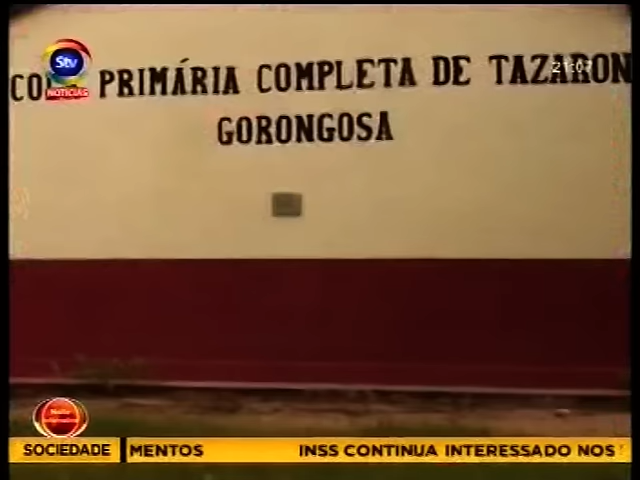 Stv
NOTÍCIAS
21:07
PRIMÁRIA COMPLETA DE TAZARON
GORONGOSA
SOCIEDADE
MENTOS
INSS CONTINUA INTERESSADO NOS